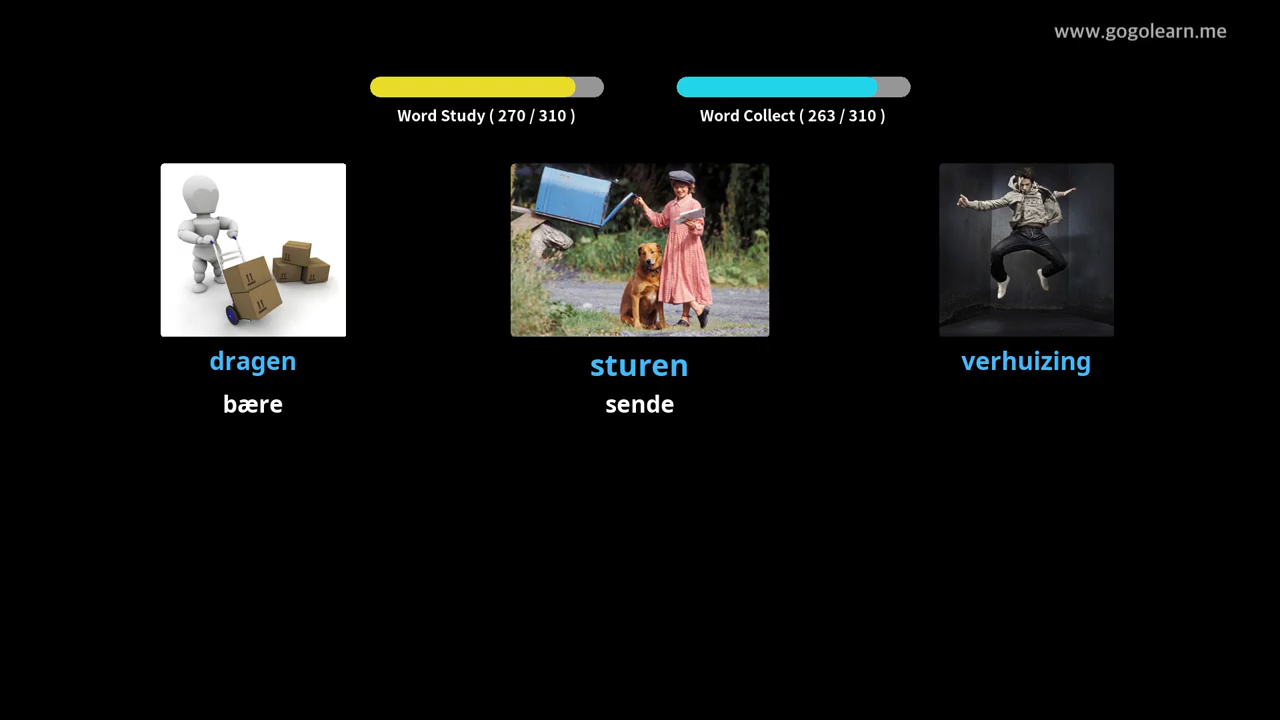 www.gogolearn.me
Word Study ( 270 / 310 )
Word Collect ( 263 / 310 )
dragen
sturen
verhuizing
bære
sende